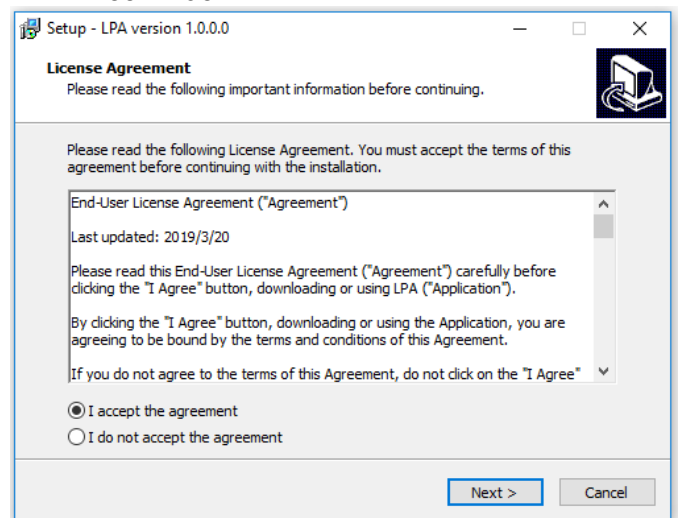 Setup - LPA version 1.0.0.0
License Agreement
Please read the following important information before continuing.
Please read the following License Agreement. You must accept the terms of this
agreement before continuing with the installation.
End-User License Agreement ("Agreement")
Last updated: 2019/3/20
Please read this End-User License Agreement ("Agreement") carefully before
clicking the "I Agree" button, downloading or using LPA ("Application").
By clicking the "I Agree" button, downloading or using the Application, you are
agreeing to be bound by the terms and conditions of this Agreement.
If you do not agree to the terms of this Agreement, do not click on the "I Agree"
I accept the agreement
I do not accept the agreement
Next >
Cancel